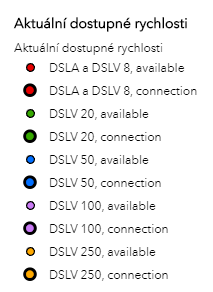 Aktuální dostupné rychlosti
Aktuální dostupné rychlosti
DSLA a DSLV 8, available
DSLA a DSLV 8, connection
DSLV 20, available
DSLV 20, connection
DSLV 50, available
DSLV 50, connection
DSLV 100, available
DSLV 100, connection
DSLV 250, available
DSLV 250, connection